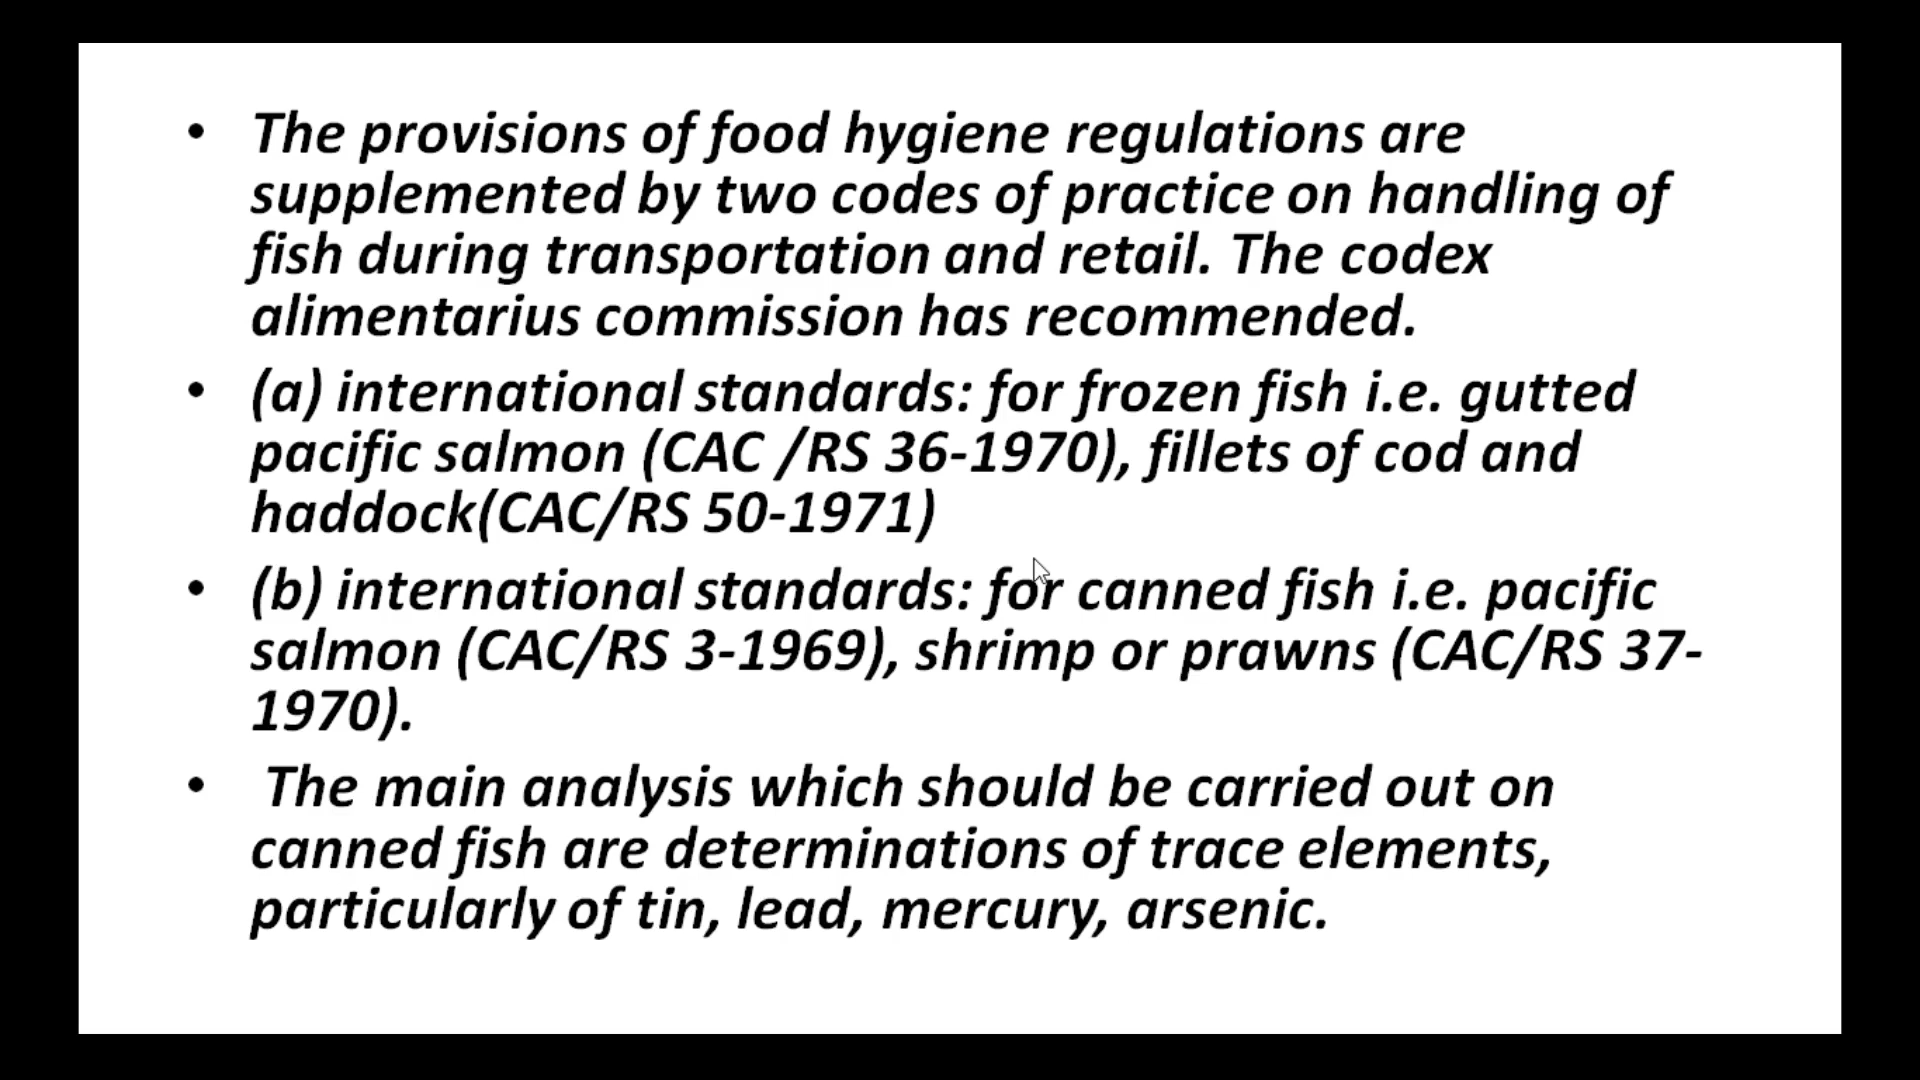 • The provisions of food hygiene regulations are
supplemented by two codes of practice on handling of
fish during transportation and retail. The codex
alimentarius commission has recommended.
• (a) international standards: for frozen fish i.e. gutted
pacific salmon (CAC /RS 36-1970), fillets of cod and
haddock(CAC/RS 50-1971)
• (b) international standards: for canned fish i.e. pacific
salmon (CAC/RS 3-1969), shrimp or prawns (CAC/RS 37-
1970).
• The main analysis which should be carried out on
canned fish are determinations of trace elements,
particularly of tin, lead, mercury, arsenic.